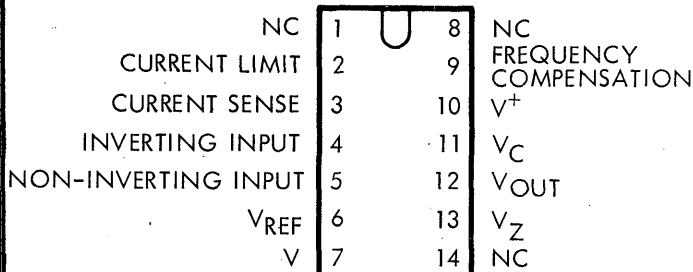 NC 1 8 NC
CURRENT LIMIT 2 9 FREQUENCY COMPENSATION
CURRENT SENSE 3 10 V+
INVERTING INPUT 4 11 VC
NON-INVERTING INPUT 5 12 VOUT
VREF 6 13 VZ
V 7 14 NC